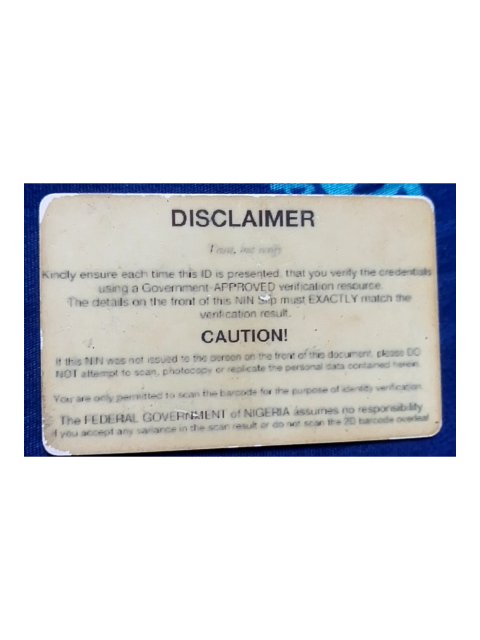 DISCLAIMER
Trust, but verify
Kindly ensure each time this ID is presented, that you verify the credentials
using a Government-APPROVED verification resource.
The details on the front of this NIN Slip must EXACTLY match the
verification result.
CAUTION!
If this NIN was not issued to the person on the front of this document, please DO
NOT attempt to scan, photocopy or replicate the personal data contained herein.
You are only permitted to scan the barcode for the purpose of identity verification.
The FEDERAL GOVERNMENT of NIGERIA assumes no responsibility
if you accept any variance in the scan result or do not scan the 2D barcode overleaf